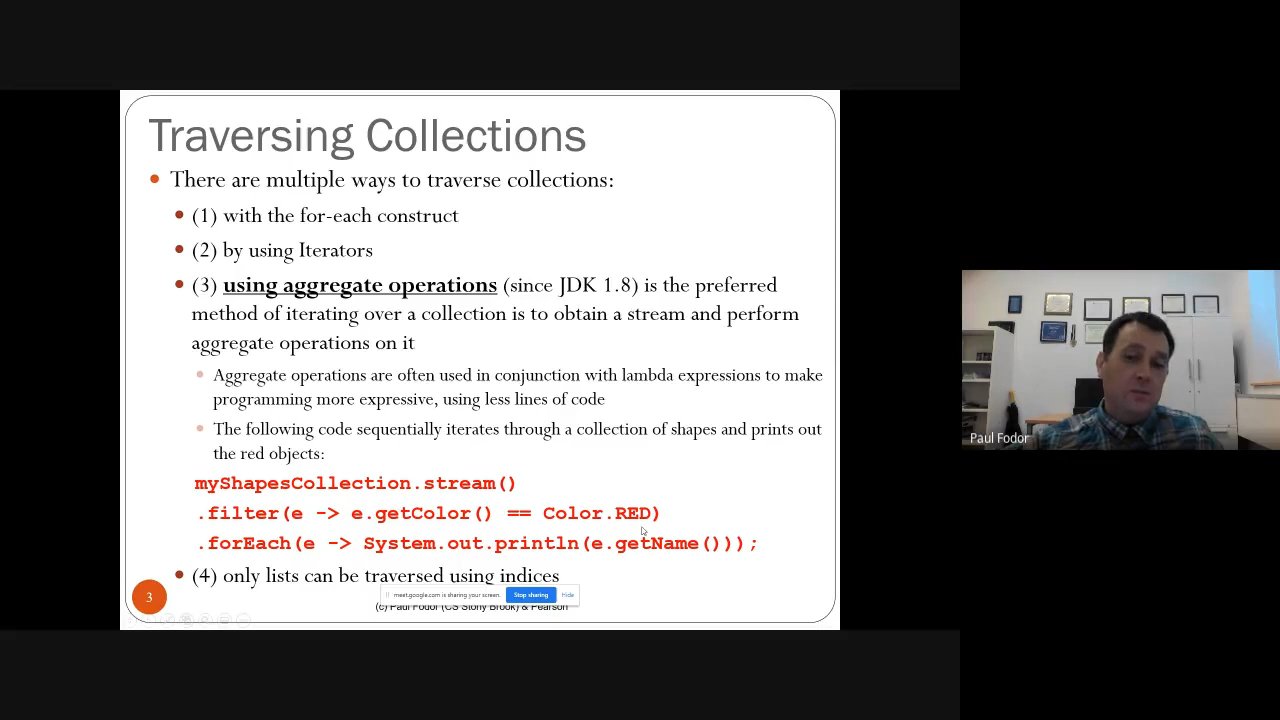 Traversing Collections
There are multiple ways to traverse collections:
(1) with the for-each construct
(2) by using Iterators
(3) using aggregate operations (since JDK 1.8) is the preferred
method of iterating over a collection is to obtain a stream and perform
aggregate operations on it
Aggregate operations are often used in conjunction with lambda expressions to make
programming more expressive, using less lines of code
The following code sequentially iterates through a collection of shapes and prints out
the red objects:
myShapesCollection.stream()
.filter(e -> e.getColor() == Color.RED)
.forEach(e -> System.out.println(e.getName()));
(4) only lists can be traversed using indices
3
meet.google.com is sharing your screen. Stop sharing Hide
(c) Paul Fodor (CS Stony Brook) & Pearson
Paul Fodor